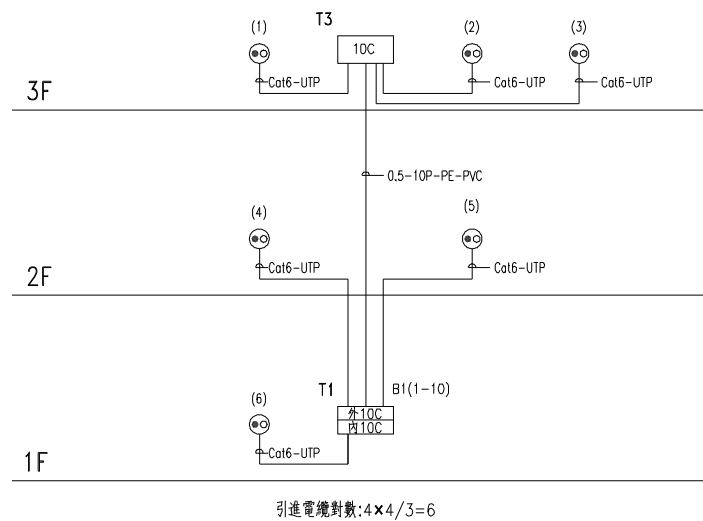 T3
(1)
(2)
(3)
10C
Cat6-UTP
Cat6-UTP
Cat6-UTP
3F
0.5-10P-PE-PVC
(4)
(5)
Cat6-UTP
Cat6-UTP
2F
T1
B1(1-10)
(6)
外10C
內10C
Cat6-UTP
1F
引進電纜對數:4×4/3=6